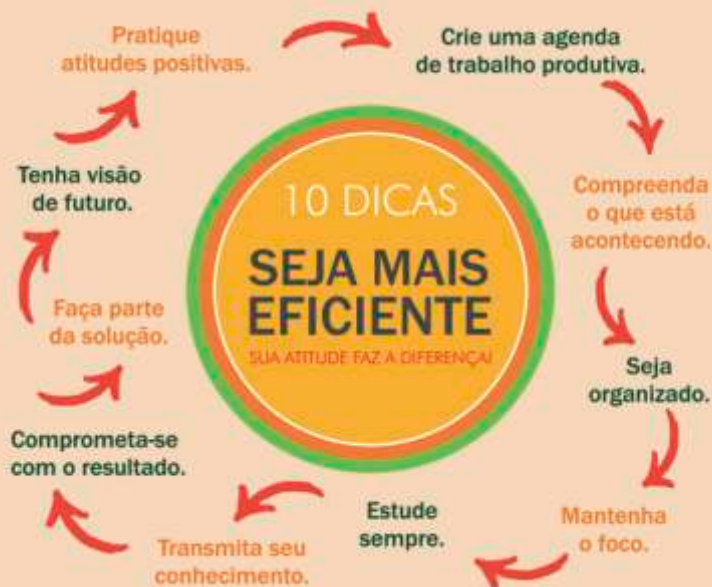 10 DICAS
SEJA MAIS
EFICIENTE
SUA ATITUDE FAZ A DIFERENÇA!
Pratique
atitudes positivas.
Crie uma agenda
de trabalho produtiva.
Compreenda
o que está
acontecendo.
Seja
organizado.
Mantenha
o foco.
Estude
sempre.
Transmita seu
conhecimento.
Comprometa-se
com o resultado.
Faça parte
da solução.
Tenha visão
de futuro.